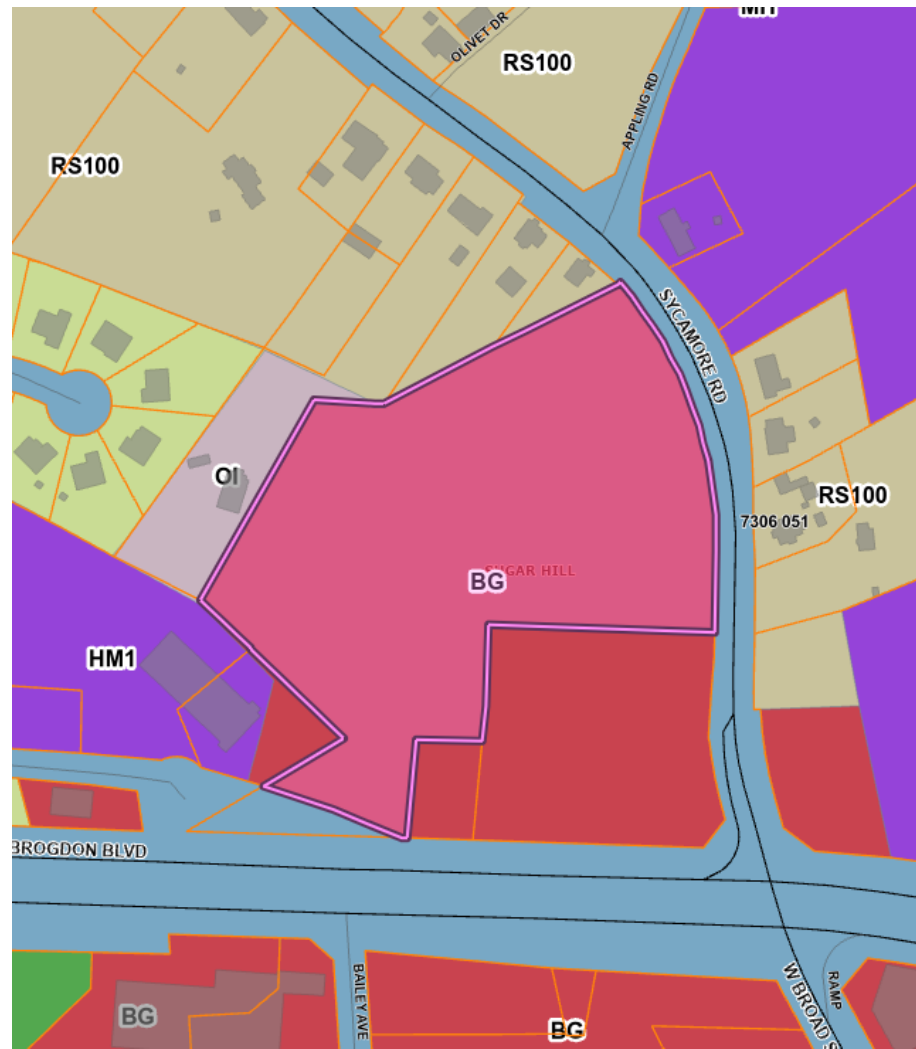 MH
OLIVET DR
RS100
APPLING RD
RS100
SYCAMORE RD
RS100
OI
7306 051
SUGAR HILL
BG
HM1
BROGDON BLVD
BAILEY AVE
W BROAD S
RAMP
BG
BG